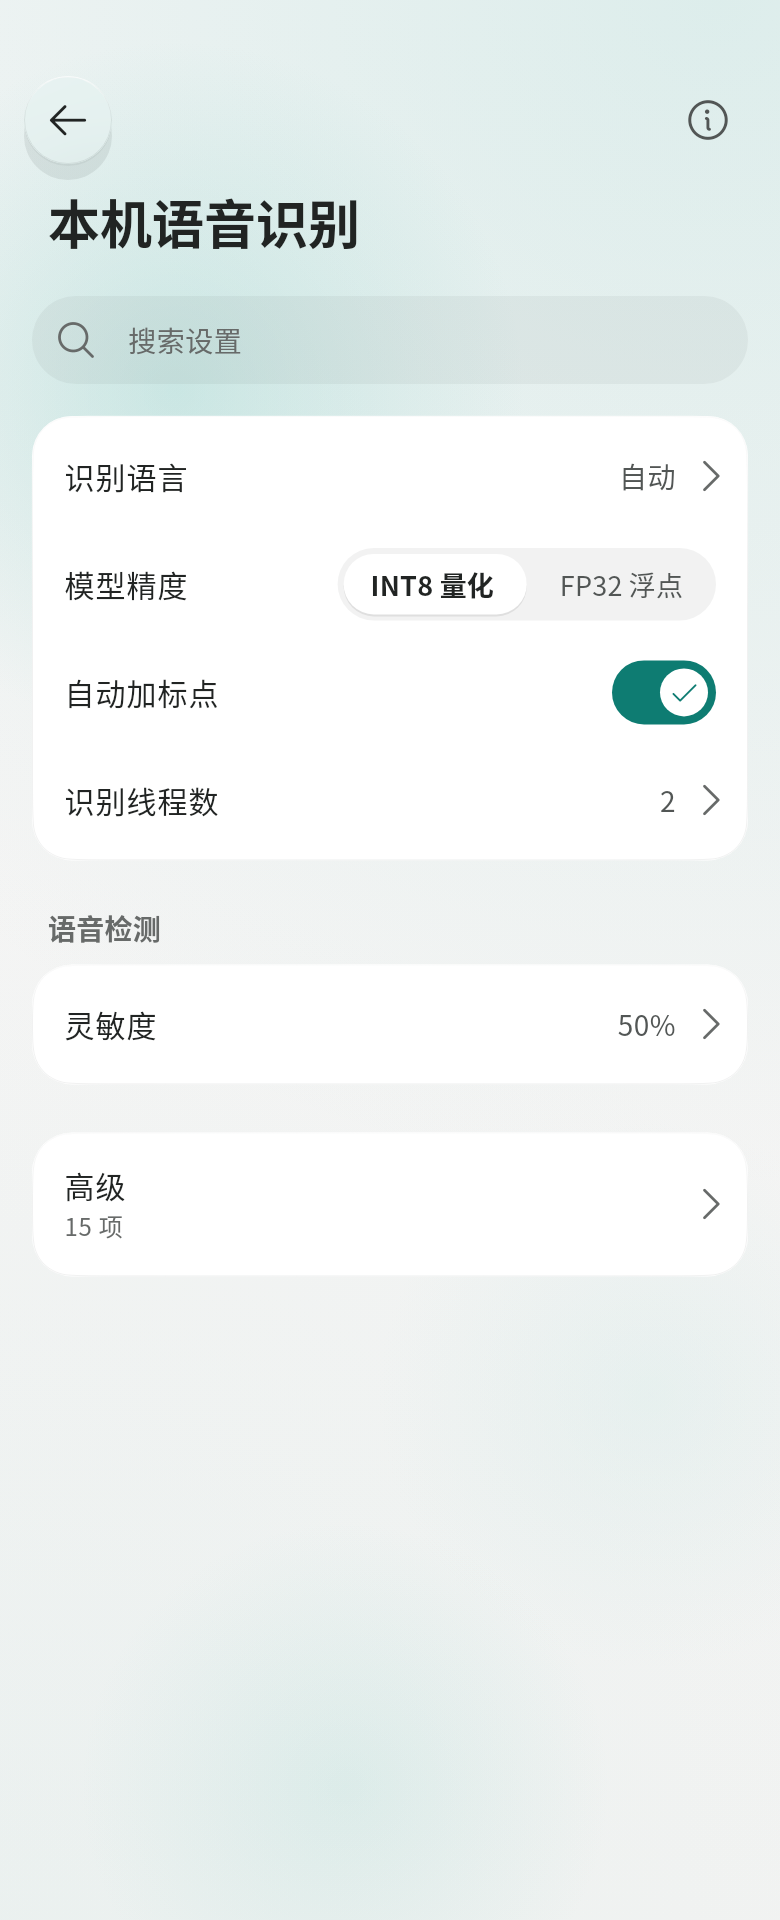 本机语音识别
搜索设置
识别语言 自动
模型精度 INT8 量化 FP32 浮点
自动加标点
识别线程数 2
语音检测
灵敏度 50%
高级
15 项